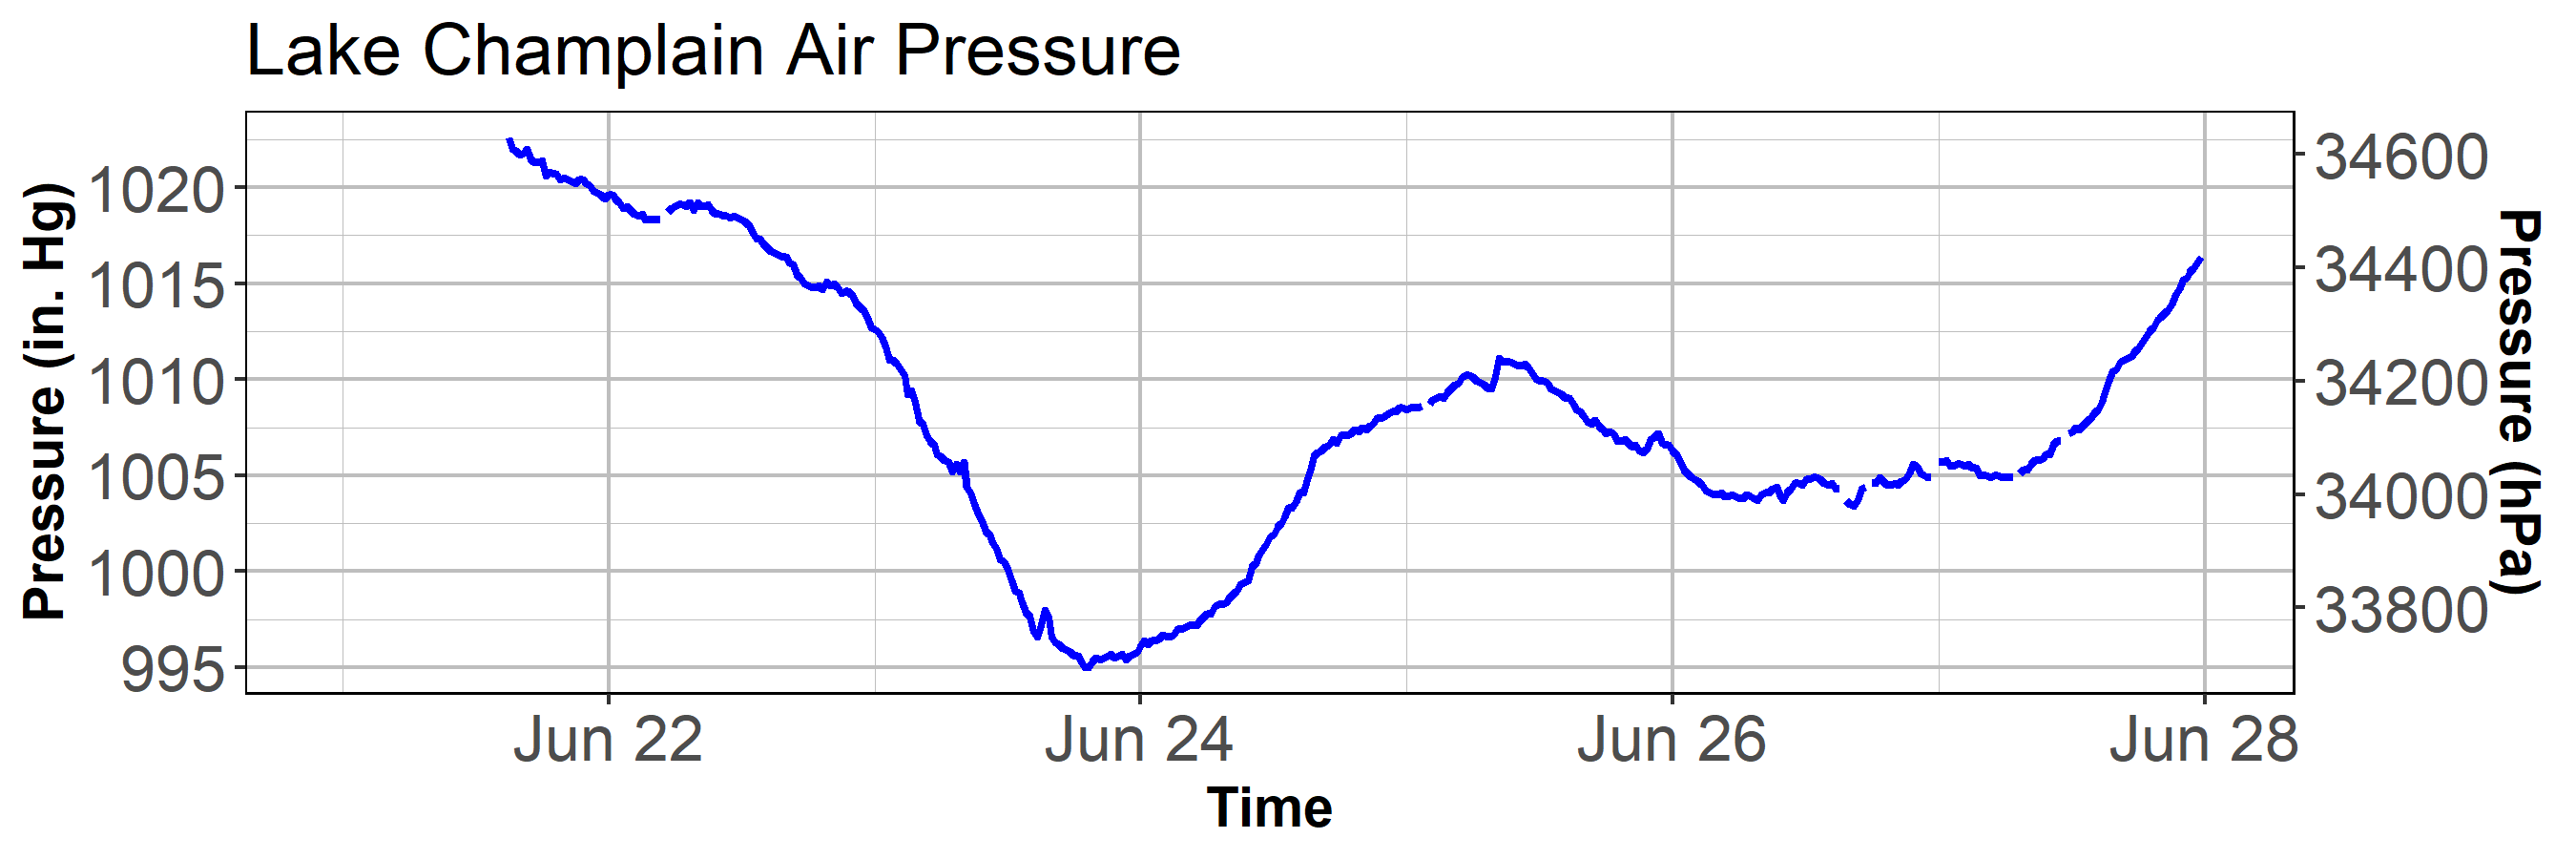 Lake Champlain Air Pressure
Pressure (in. Hg)
1020
1015
1010
1005
1000
995
34600
34400
34200
34000
33800
Pressure (hPa)
Jun 22 Jun 24 Jun 26 Jun 28
Time